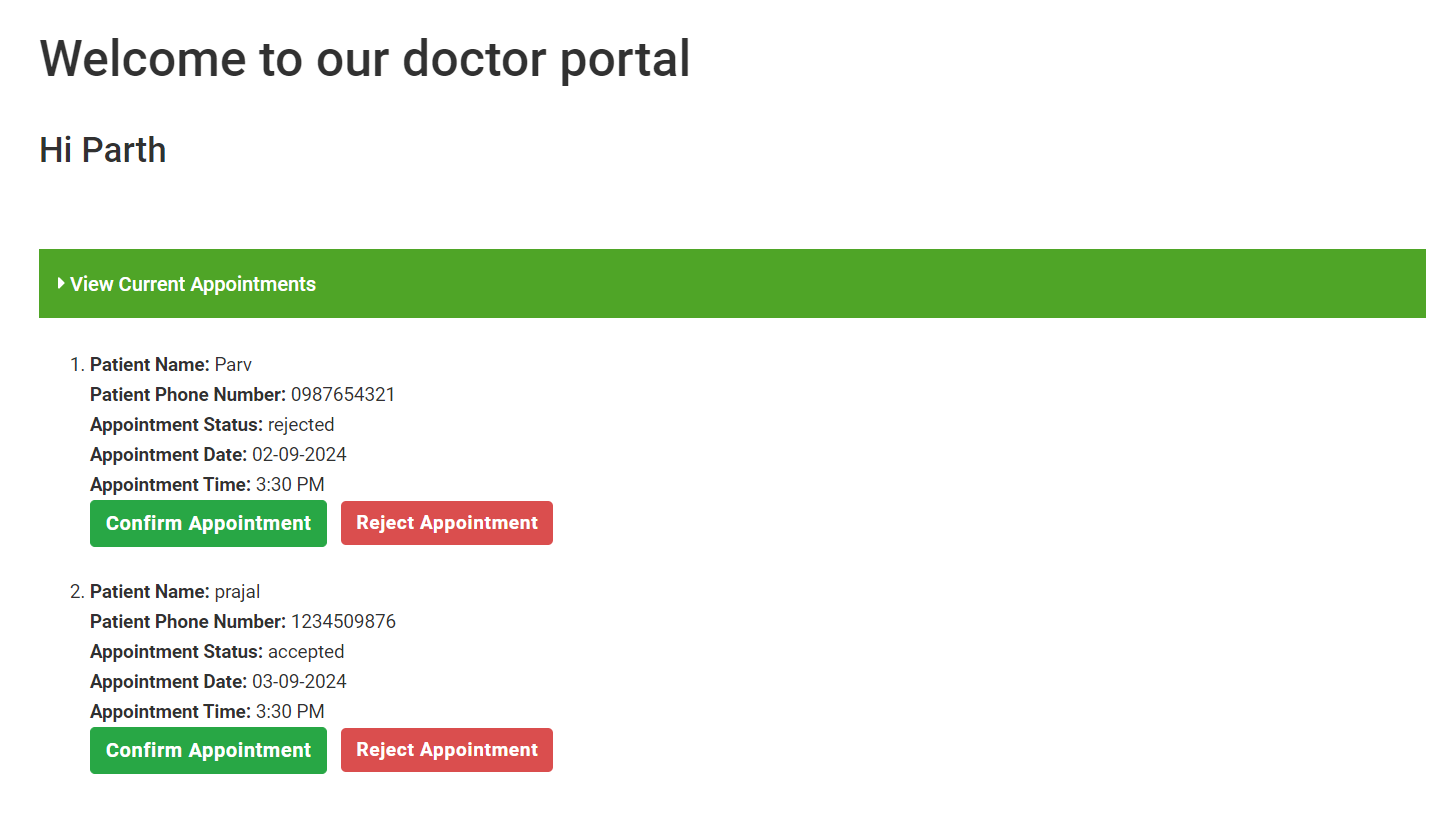 Welcome to our doctor portal
Hi Parth
View Current Appointments
1. Patient Name: Parv
Patient Phone Number: 0987654321
Appointment Status: rejected
Appointment Date: 02-09-2024
Appointment Time: 3:30 PM
Confirm Appointment Reject Appointment
2. Patient Name: prajal
Patient Phone Number: 1234509876
Appointment Status: accepted
Appointment Date: 03-09-2024
Appointment Time: 3:30 PM
Confirm Appointment Reject Appointment